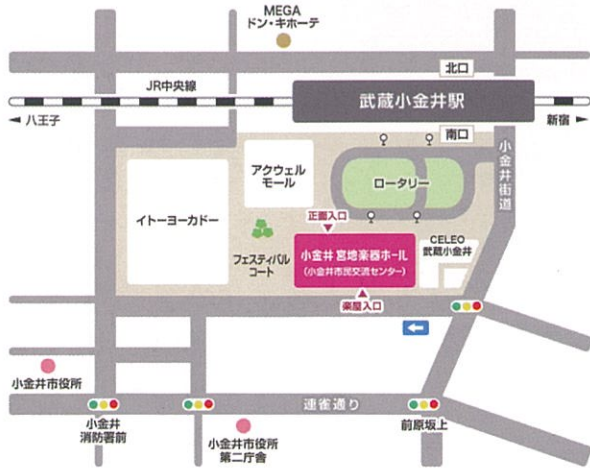 MEGA
ドン・キホーテ
北口
JR中央線
武蔵小金井駅
八王子
新宿
南口
小金井街道
アクウェル
モール
ロータリー
イトーヨーカドー
正面入口
フェスティバル
コート
小金井 宮地楽器ホール
(小金井市民交流センター)
CELEO
武蔵小金井
楽屋入口
小金井市役所
連雀通り
小金井
消防署前
小金井市役所
第二庁舎
前原坂上